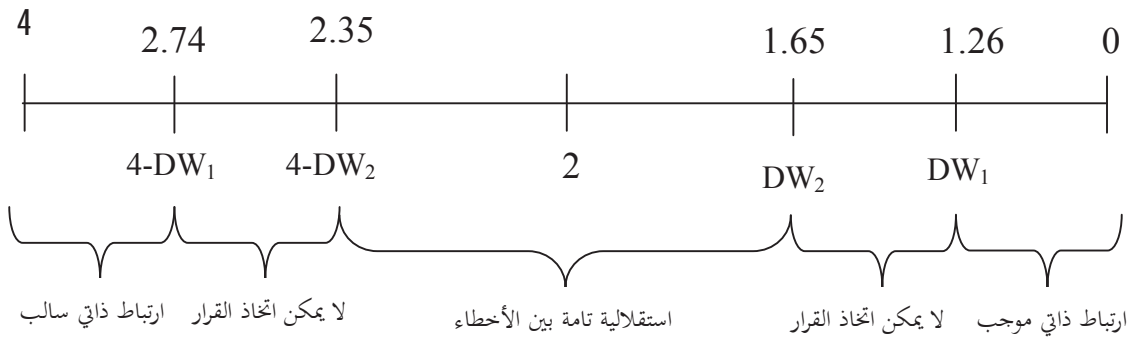 4 2.74 2.35 1.65 1.26 0
4-DW₁ 4-DW₂ 2 DW₂ DW₁
ارتباط ذاتي موجب لا يمكن اتخاذ القرار استقلالية تامة بين الأخطاء لا يمكن اتخاذ القرار ارتباط ذاتي سالب